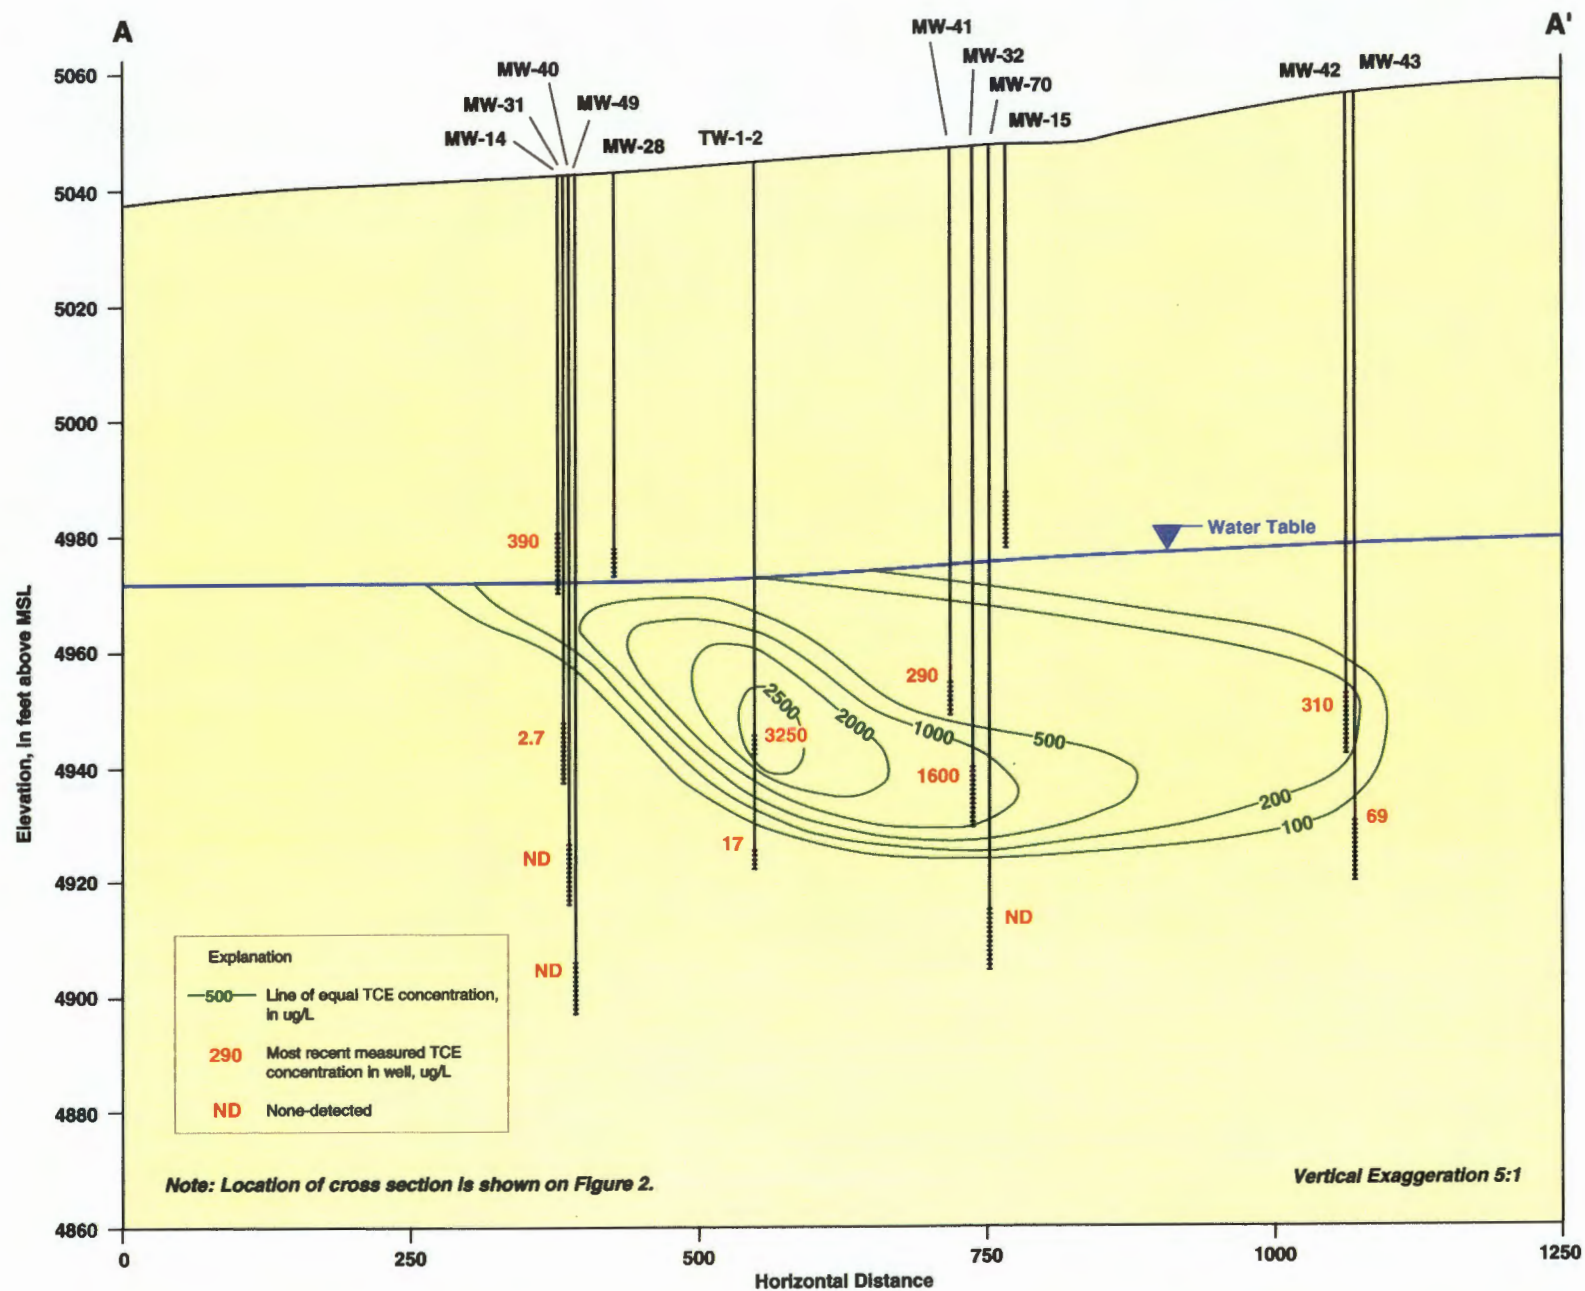 A
A'
MW-41
MW-32
MW-40
MW-42
MW-43
MW-70
MW-31
MW-49
MW-15
MW-14
MW-28
TW-1-2
5060
5040
5020
5000
4980
4960
4940
4920
4900
4880
4860
Elevation, in feet above MSL
Water Table
390
2.7
ND
ND
3250
17
290
1600
ND
310
69
2500
2000
1000
500
200
100
Explanation
500
Line of equal TCE concentration,
in ug/L
290
Most recent measured TCE
concentration in well, ug/L
ND
None-detected
Note: Location of cross section is shown on Figure 2.
Vertical Exaggeration 5:1
0
250
500
750
1000
1250
Horizontal Distance